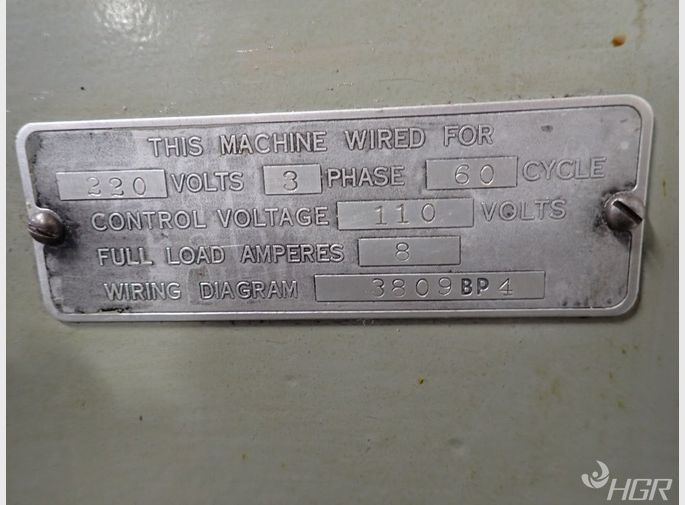 THIS MACHINE WIRED FOR
220 VOLTS 3 PHASE 60 CYCLE
CONTROL VOLTAGE 110 VOLTS
FULL LOAD AMPERES 8
WIRING DIAGRAM 3809BP4
HGR